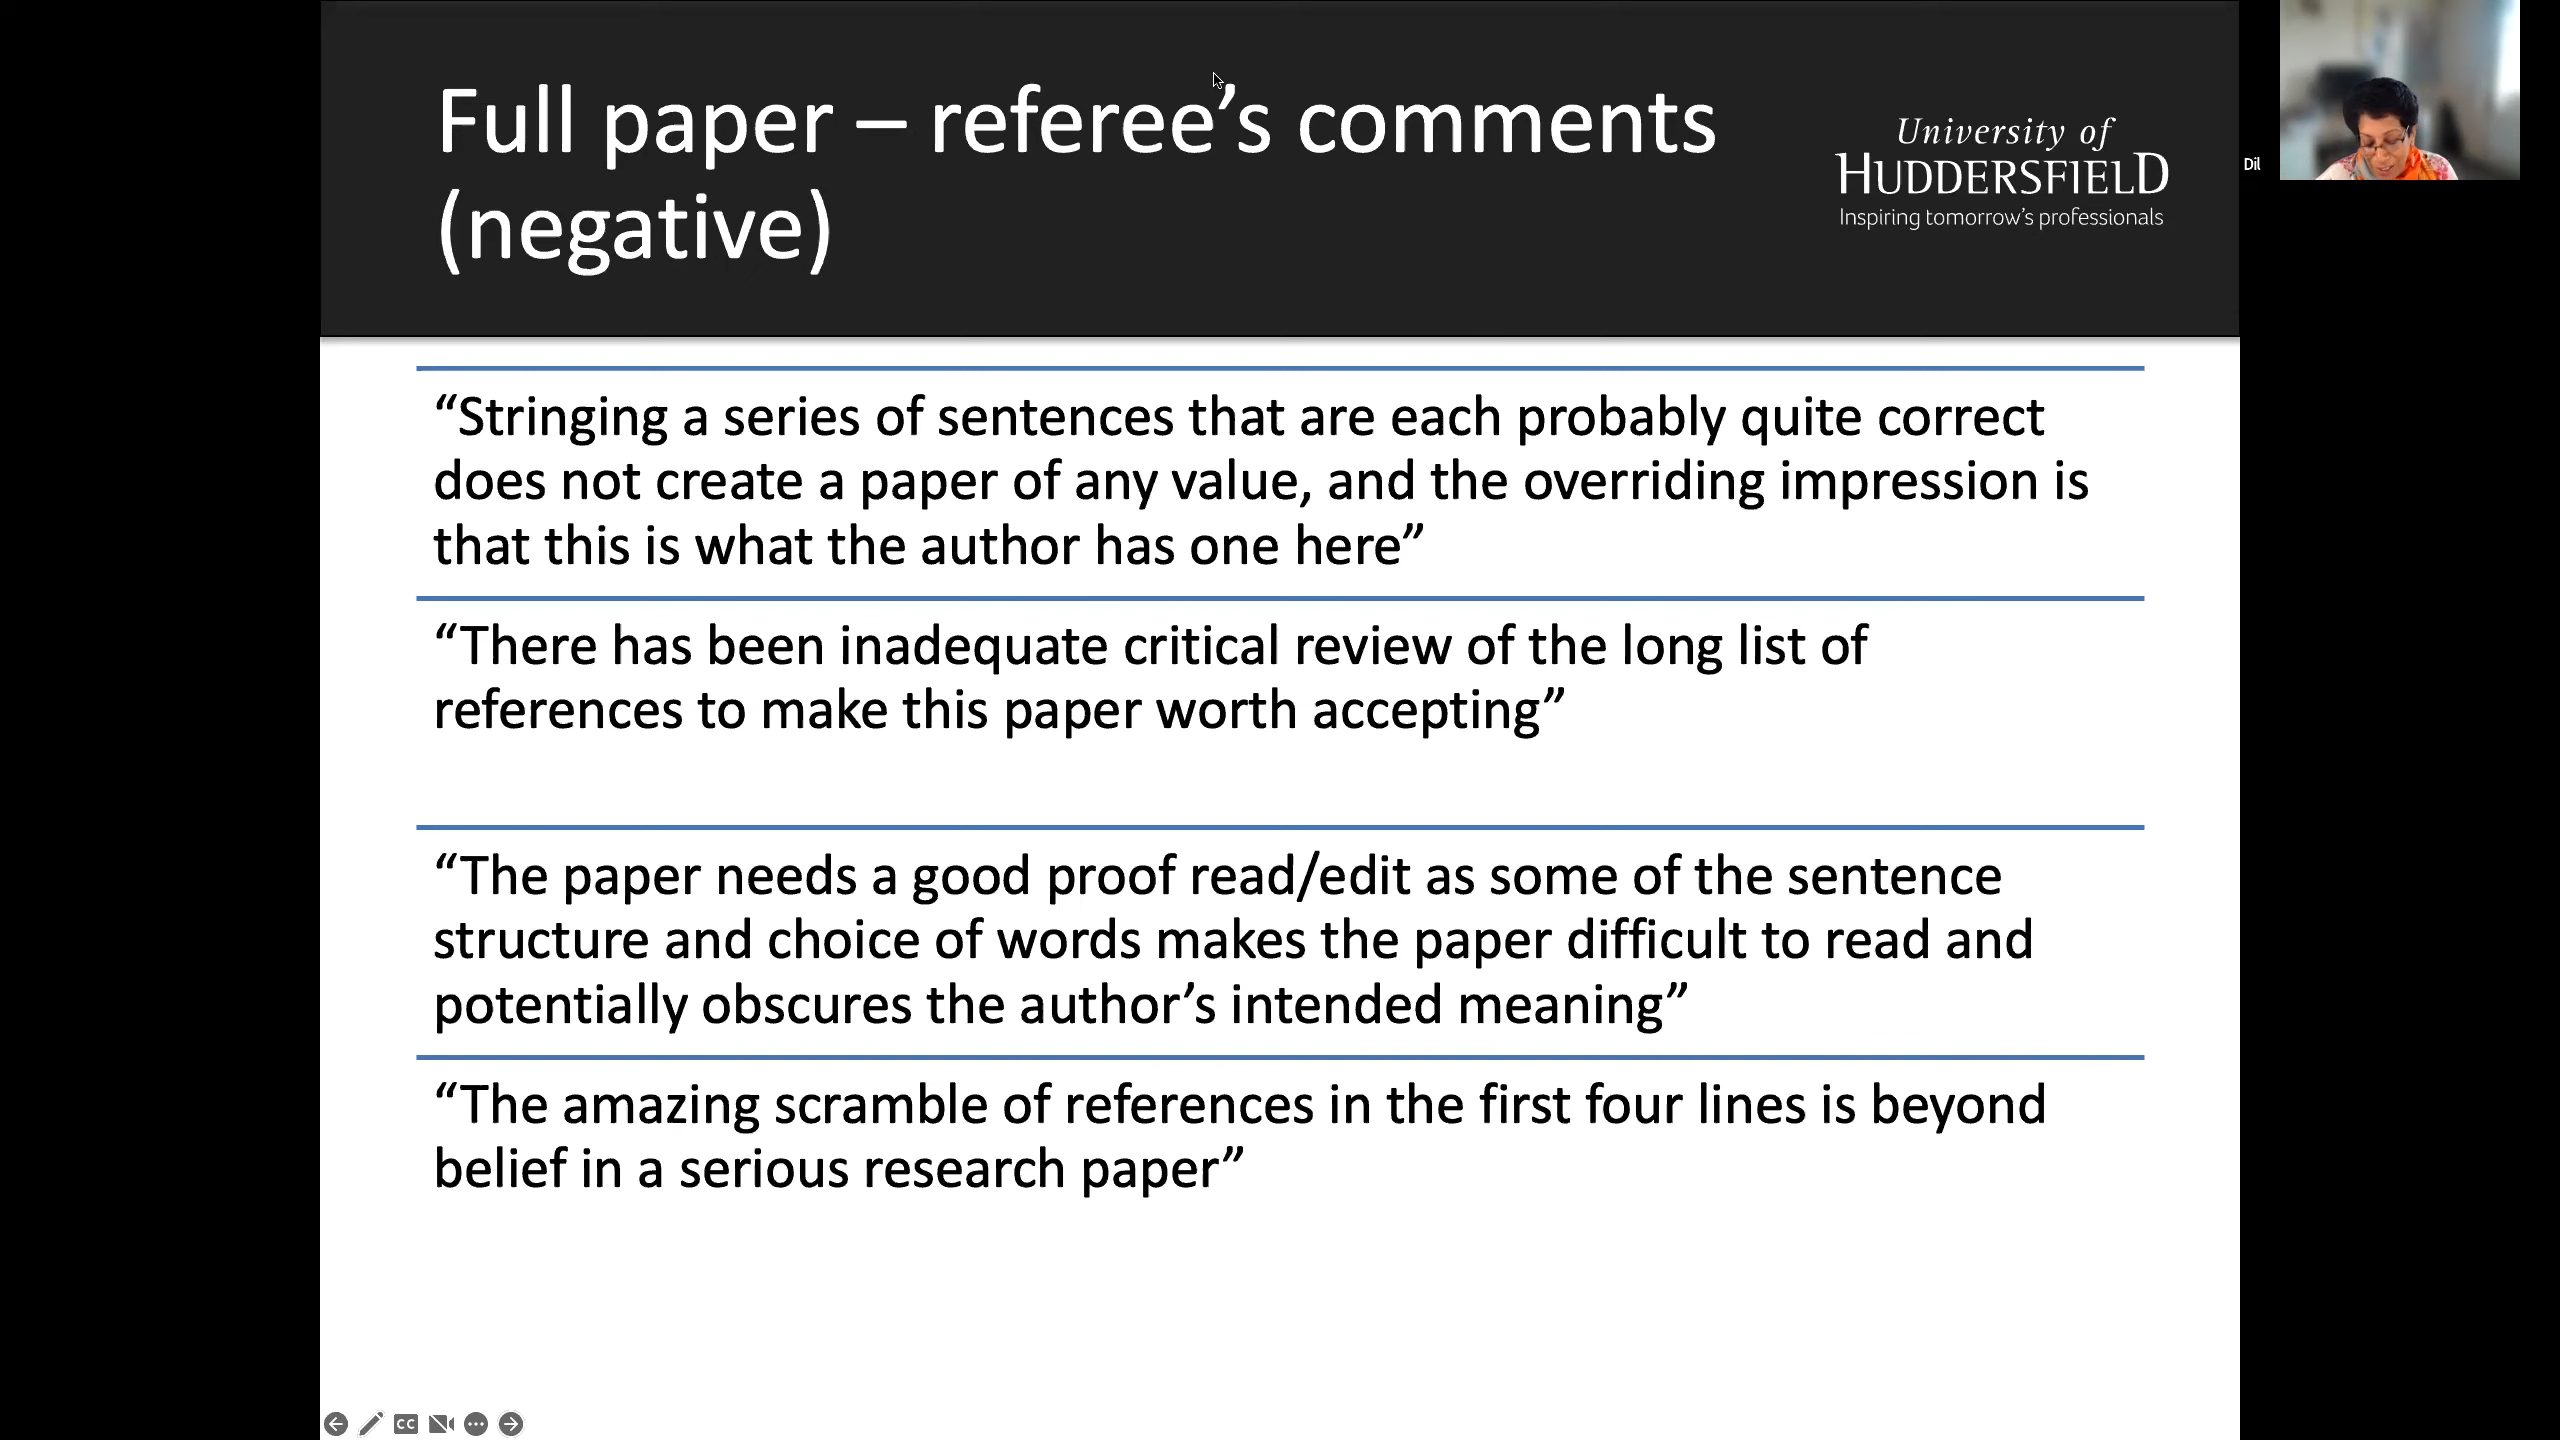 Full paper – referee’s comments
(negative)
University of
HUDDERSFIELD
Inspiring tomorrow’s professionals
Dil
“Stringing a series of sentences that are each probably quite correct
does not create a paper of any value, and the overriding impression is
that this is what the author has one here”
“There has been inadequate critical review of the long list of
references to make this paper worth accepting”
“The paper needs a good proof read/edit as some of the sentence
structure and choice of words makes the paper difficult to read and
potentially obscures the author’s intended meaning”
“The amazing scramble of references in the first four lines is beyond
belief in a serious research paper”
CC